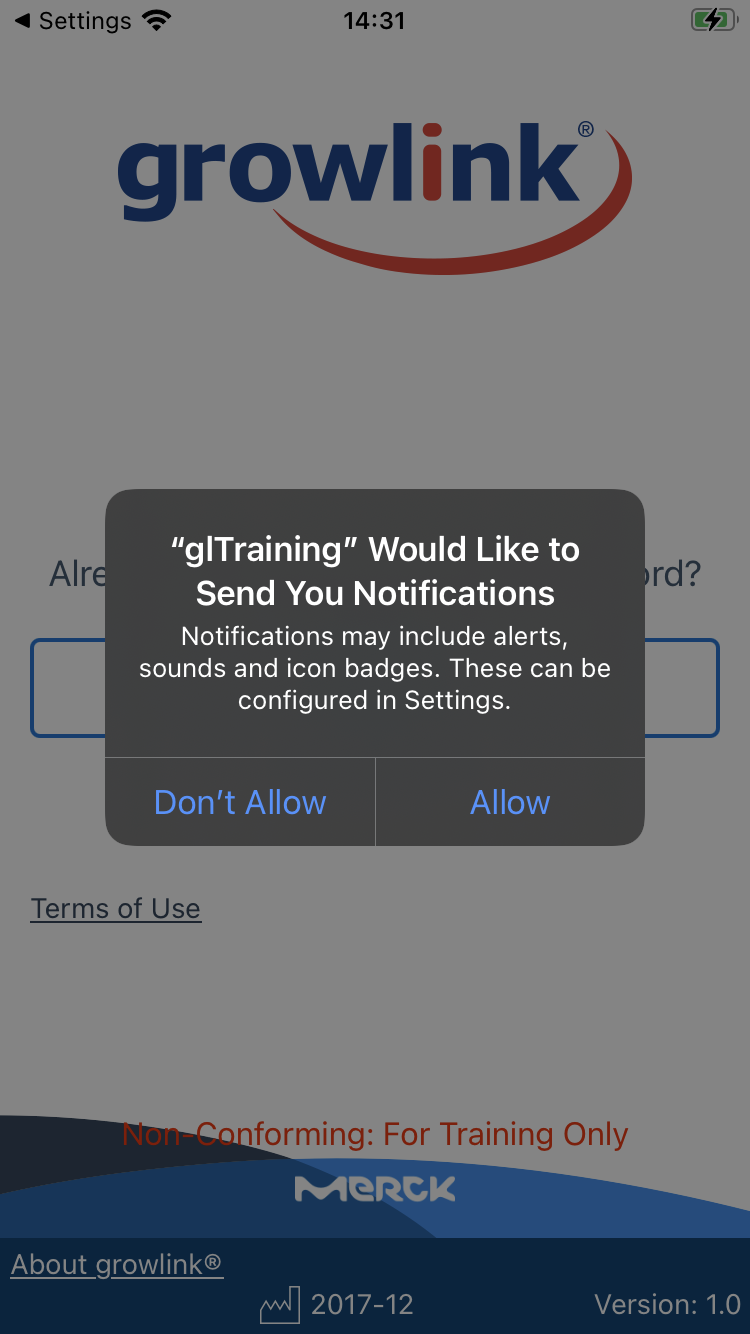 Settings 14:31
growlink®
"glTraining" Would Like to
Send You Notifications
Notifications may include alerts,
sounds and icon badges. These can be
configured in Settings.
Don't Allow Allow
Terms of Use
Non-Conforming: For Training Only
MERCK
About growlink®
2017-12 Version: 1.0